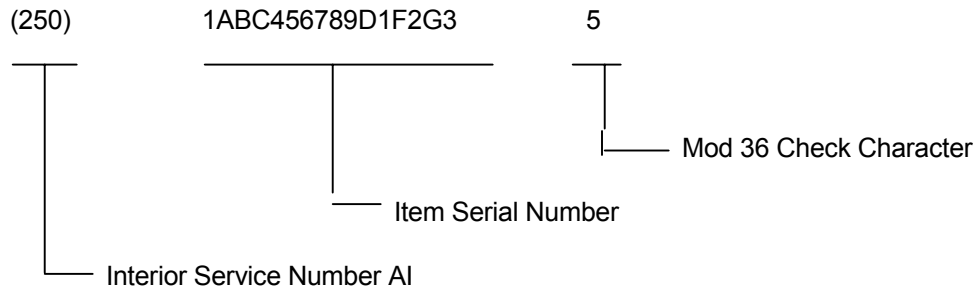 (250) 1ABC456789D1F2G3 5
Mod 36 Check Character
Item Serial Number
Interior Service Number AI